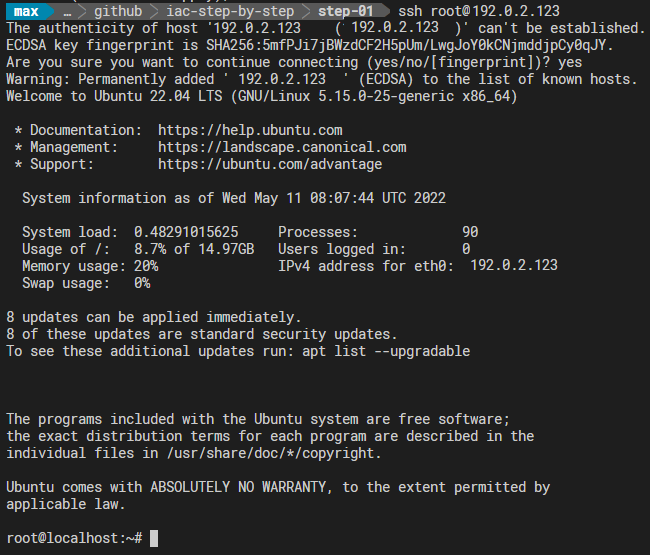 max … github iac-step-by-step step-01 ssh root@192.0.2.123
The authenticity of host '192.0.2.123 (192.0.2.123 )' can't be established.
ECDSA key fingerprint is SHA256:5mfPJi7jBWzdCF2H5pUm/LwgJoY0kCNjmddjpCy0qJY.
Are you sure you want to continue connecting (yes/no/[fingerprint])? yes
Warning: Permanently added ' 192.0.2.123 ' (ECDSA) to the list of known hosts.
Welcome to Ubuntu 22.04 LTS (GNU/Linux 5.15.0-25-generic x86_64)
* Documentation: https://help.ubuntu.com
* Management: https://landscape.canonical.com
* Support: https://ubuntu.com/advantage
System information as of Wed May 11 08:07:44 UTC 2022
System load: 0.48291015625 Processes: 90
Usage of /: 8.7% of 14.97GB Users logged in: 0
Memory usage: 20% IPv4 address for eth0: 192.0.2.123
Swap usage: 0%
8 updates can be applied immediately.
8 of these updates are standard security updates.
To see these additional updates run: apt list --upgradable
The programs included with the Ubuntu system are free software;
the exact distribution terms for each program are described in the
individual files in /usr/share/doc/*/copyright.
Ubuntu comes with ABSOLUTELY NO WARRANTY, to the extent permitted by
applicable law.
root@localhost:~#